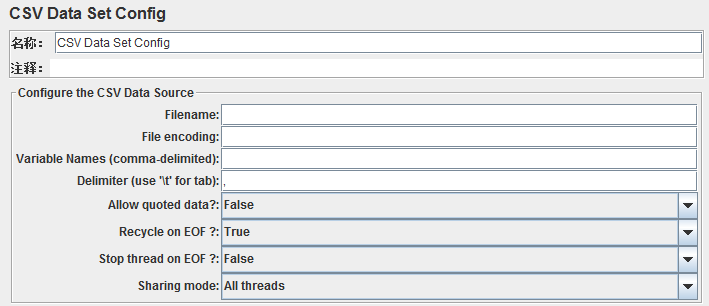 CSV Data Set Config
名称： CSV Data Set Config
注释：
Configure the CSV Data Source
Filename:
File encoding:
Variable Names (comma-delimited):
Delimiter (use '\t' for tab): ,
Allow quoted data?: False
Recycle on EOF ?: True
Stop thread on EOF ?: False
Sharing mode: All threads